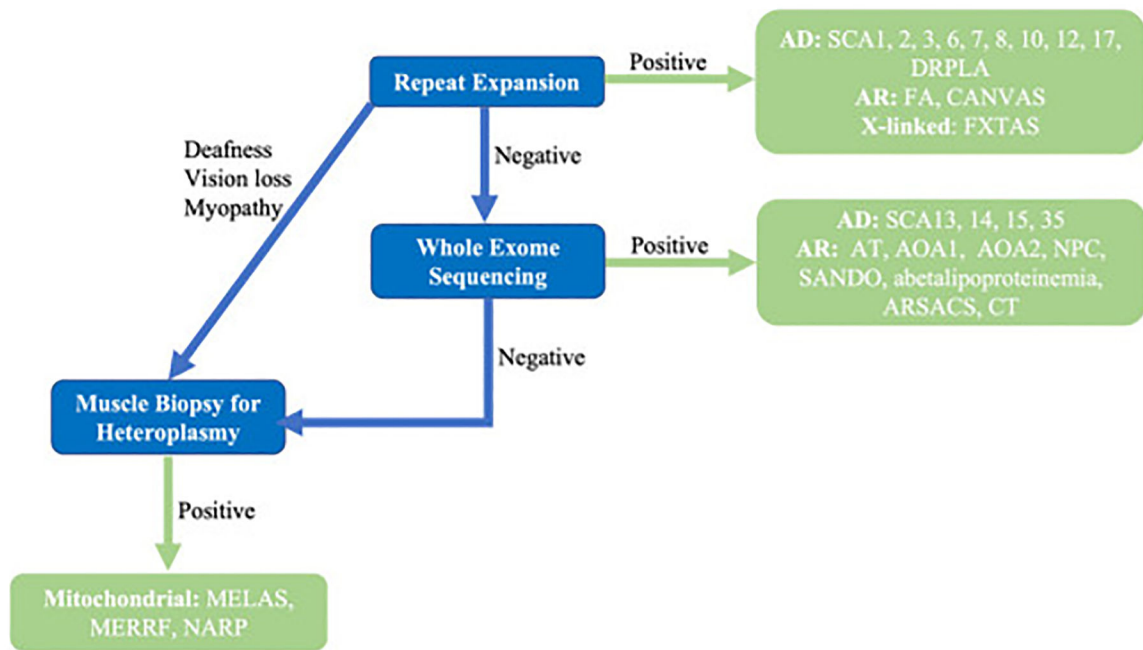 Repeat Expansion
Positive
AD: SCA1, 2, 3, 6, 7, 8, 10, 12, 17,
DRPLA
AR: FA, CANVAS
X-linked: FXTAS
Deafness
Vision loss
Myopathy
Negative
Whole Exome
Sequencing
Positive
AD: SCA13, 14, 15, 35
AR: AT, AOA1, AOA2, NPC,
SANDO, abetalipoproteinemia,
ARSACS, CT
Negative
Muscle Biopsy for
Heteroplasmy
Positive
Mitochondrial: MELAS,
MERRF, NARP